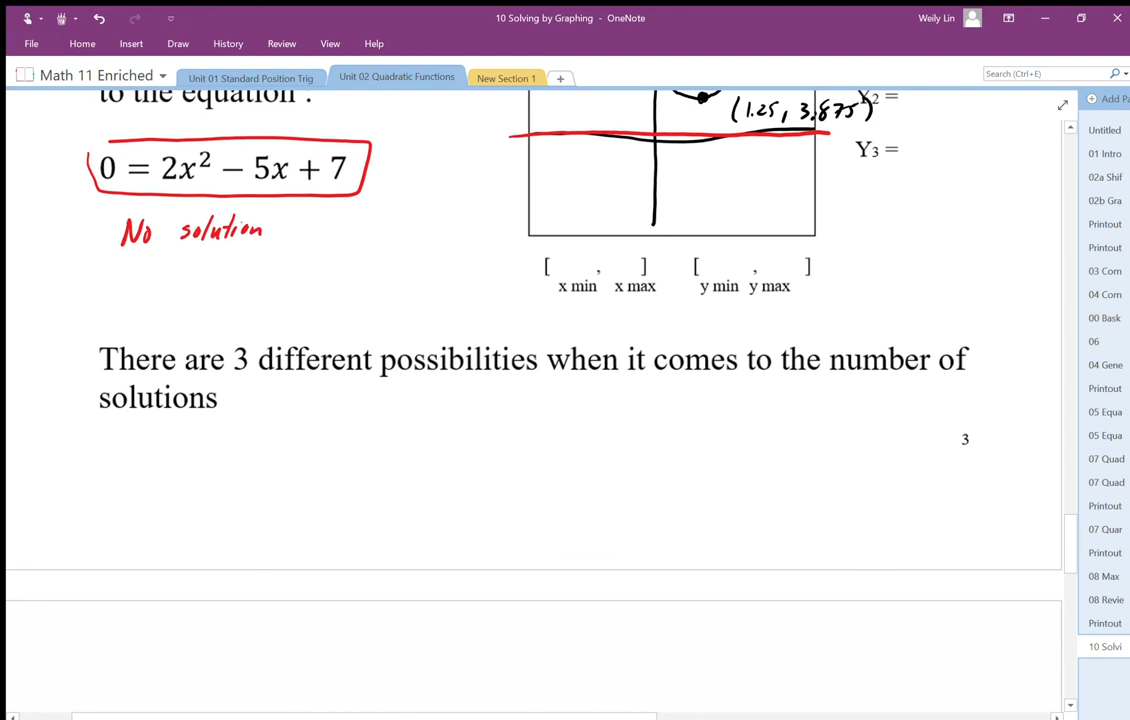 10 Solving by Graphing - OneNote
Weily Lin
File Home Insert Draw History Review View Help
Math 11 Enriched
Unit 01 Standard Position Trig
Unit 02 Quadratic Functions
New Section 1
Search (Ctrl+E)
to the equation :
(1.25, 3.875)
Y2 =
Y3 =
0 = 2x² − 5x + 7
No solution
[ , ] [ , ]
x min x max y min y max
There are 3 different possibilities when it comes to the number of
solutions
3
Add Pa
Untitled
01 Intro
02a Shif
02b Gra
Printout
Printout
03 Com
04 Com
00 Bask
06
04 Gene
Printout
05 Equa
05 Equa
07 Quad
07 Quad
Printout
07 Quar
Printout
08 Max
08 Revie
Printout
10 Solvi